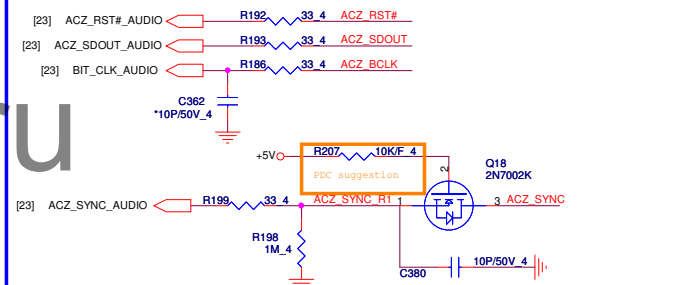 [23] ACZ_RST#_AUDIO R192 33_4 ACZ_RST#
[23] ACZ_SDOUT_AUDIO R193 33_4 ACZ_SDOUT
[23] BIT_CLK_AUDIO R186 33_4 ACZ_BCLK
C362
*10P/50V_4
u
+5V R207 10K/F_4
PDC suggestion
2
Q18
2N7002K
[23] ACZ_SYNC_AUDIO R199 33_4 ACZ_SYNC_R1 1 3 ACZ_SYNC
R198
1M_4
C380 10P/50V_4